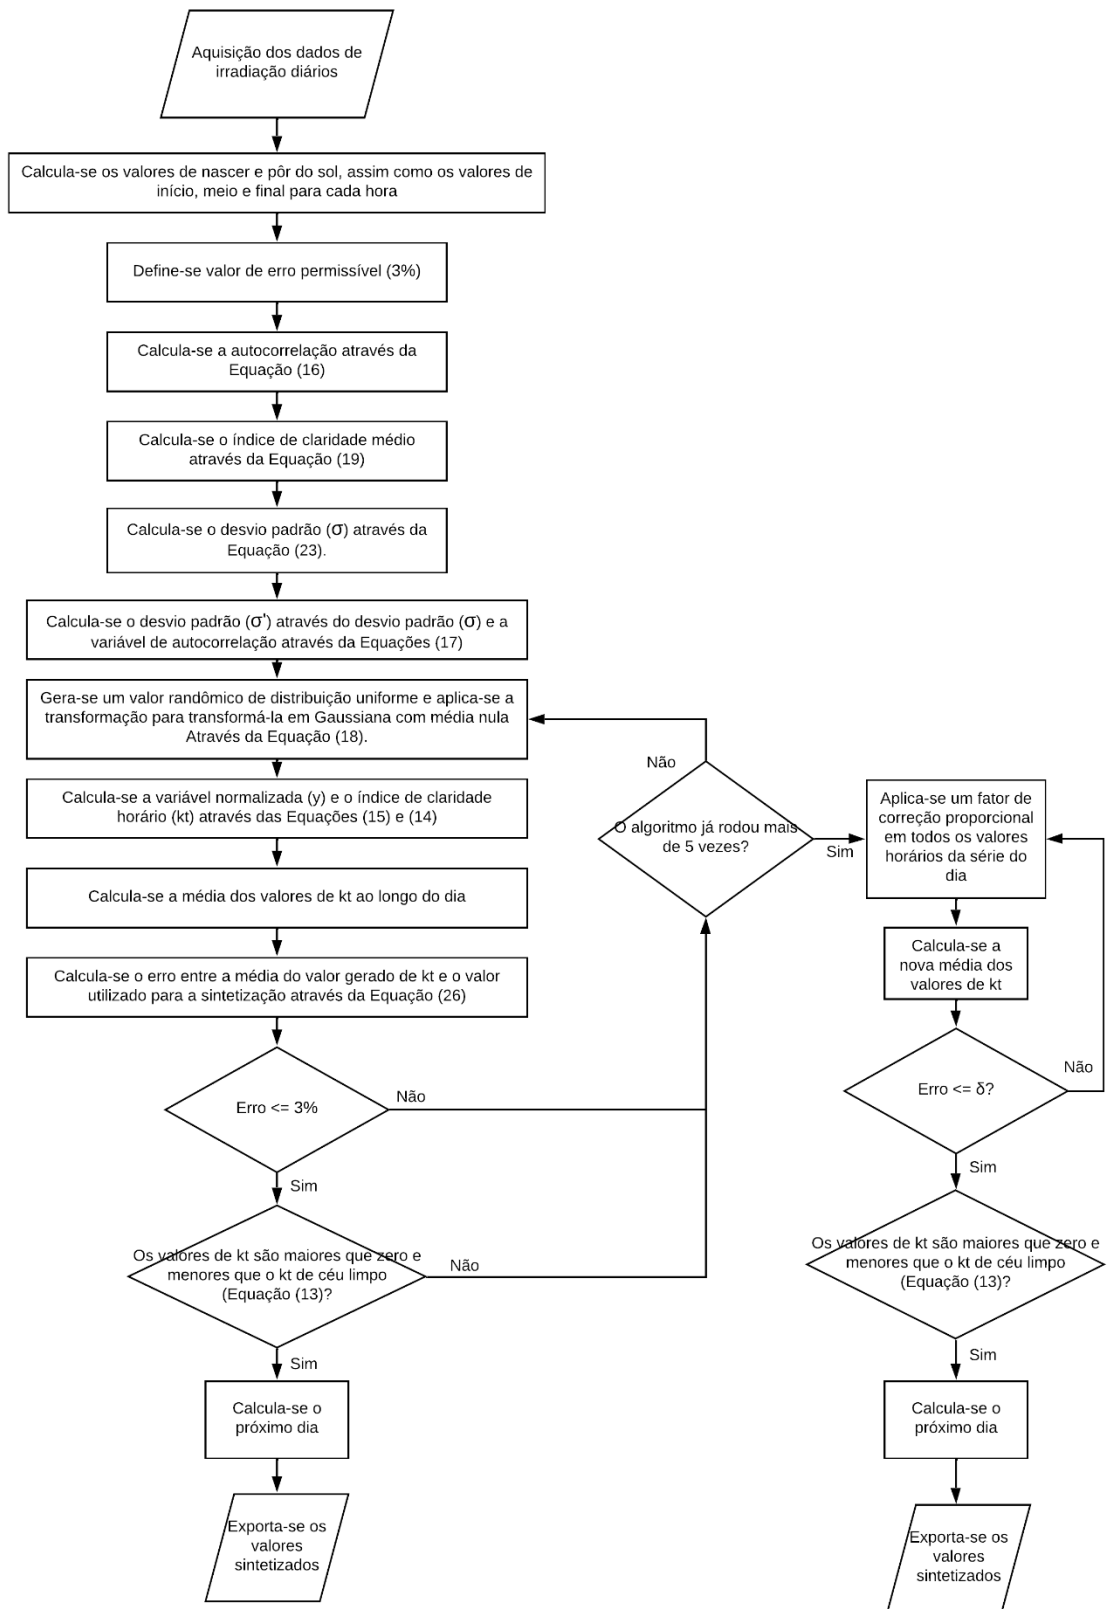 Aquisição dos dados de
irradiação diários
Calcula-se os valores de nascer e pôr do sol, assim como os valores de
início, meio e final para cada hora
Define-se valor de erro permissível (3%)
Calcula-se a autocorrelação através da
Equação (16)
Calcula-se o índice de claridade médio
através da Equação (19)
Calcula-se o desvio padrão (σ) através da
Equação (23).
Calcula-se o desvio padrão (σ') através do desvio padrão (σ) e a
variável de autocorrelação através da Equações (17)
Gera-se um valor randômico de distribuição uniforme e aplica-se a
transformação para transformá-la em Gaussiana com média nula
Através da Equação (18).
Calcula-se a variável normalizada (y) e o índice de claridade
horário (kt) através das Equações (15) e (14)
Calcula-se a média dos valores de kt ao longo do dia
Calcula-se o erro entre a média do valor gerado de kt e o valor
utilizado para a sintetização através da Equação (26)
Erro <= 3%
Não
Sim
Os valores de kt são maiores que zero e
menores que o kt de céu limpo
(Equação (13)?
Não
Sim
Calcula-se o
próximo dia
Exporta-se os
valores
sintetizados
Não
O algoritmo já rodou mais
de 5 vezes?
Sim
Aplica-se um fator de
correção proporcional
em todos os valores
horários da série do
dia
Calcula-se a
nova média dos
valores de kt
Não
Erro <= δ?
Sim
Os valores de kt são maiores que zero e
menores que o kt de céu limpo
(Equação (13)?
Sim
Calcula-se o
próximo dia
Exporta-se os
valores
sintetizados